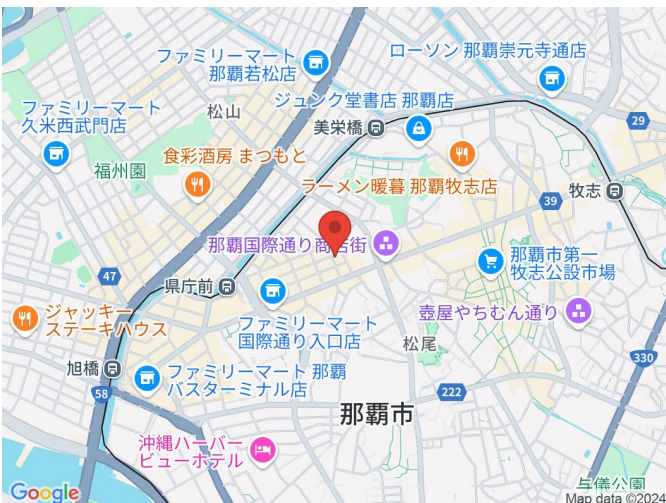 ファミリーマート
那覇若松店
ローソン 那覇崇元寺通店
ファミリーマート
久米西武門店
松山
ジュンク堂書店 那覇店
美栄橋
29
福州園
食彩酒房 まつもと
ラーメン暖暮 那覇牧志店
牧志
39
那覇国際通り商店街
那覇市第一
牧志公設市場
47
県庁前
ジャッキー
ステーキハウス
ファミリーマート
国際通り入口店
壺屋やちむん通り
松尾
330
旭橋
58
ファミリーマート 那覇
バスターミナル店
222
那覇市
沖縄ハーバー
ビューホテル
与儀公園
Google
Map data ©2024